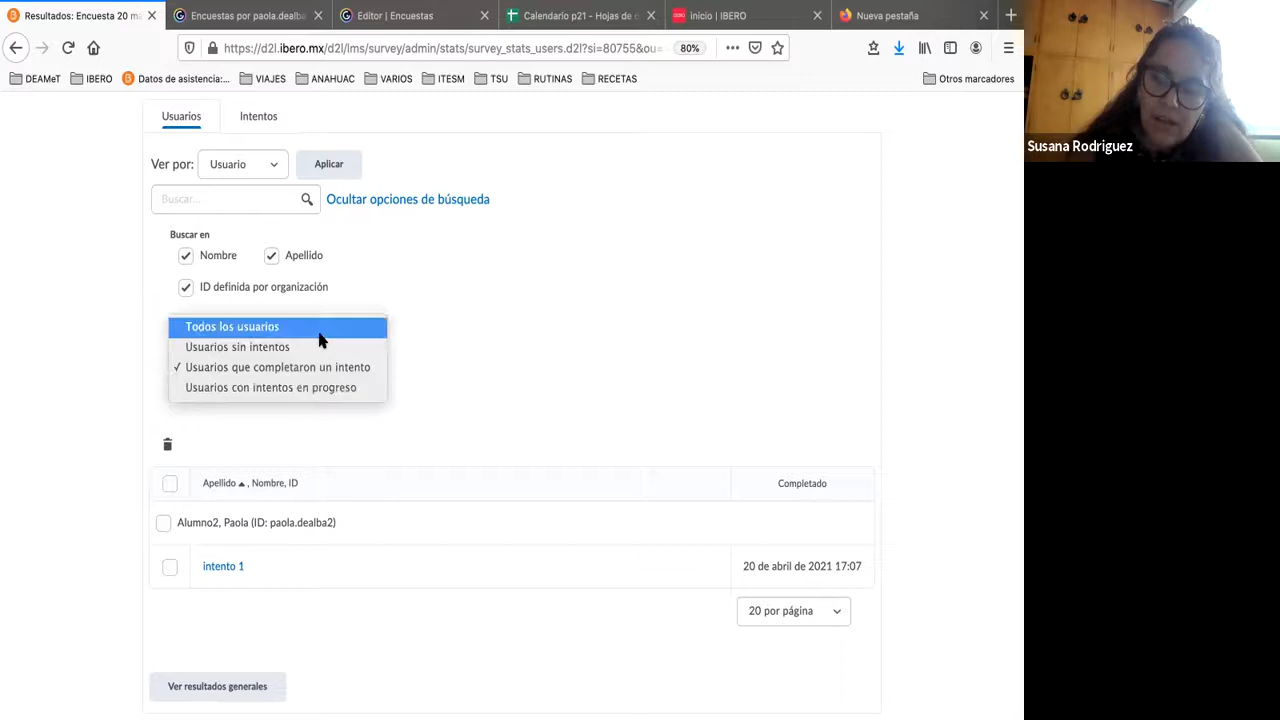 Resultados: Encuesta 20 m
Encuestas por paola.dealba
Editor | Encuestas
Calendario p21 - Hojas de
Inicio | IBERO
Nueva pestaña
https://d2l.ibero.mx/d2l/lms/survey/admin/stats/survey_stats_users.d2l?si=80755&ou=
80%
DEAMeT
IBERO
Datos de asistencia:...
VIAJES
ANAHUAC
VARIOS
ITESM
TSU
RUTINAS
RECETAS
Otros marcadores
Usuarios
Intentos
Susana Rodriguez
Ver por:
Usuario
Aplicar
Buscar...
Ocultar opciones de búsqueda
Buscar en
Nombre
Apellido
ID definida por organización
Todos los usuarios
Usuarios sin intentos
✓ Usuarios que completaron un intento
Usuarios con intentos en progreso
Apellido ▲ , Nombre, ID
Completado
Alumno2, Paola (ID: paola.dealba2)
intento 1
20 de abril de 2021 17:07
20 por página
Ver resultados generales